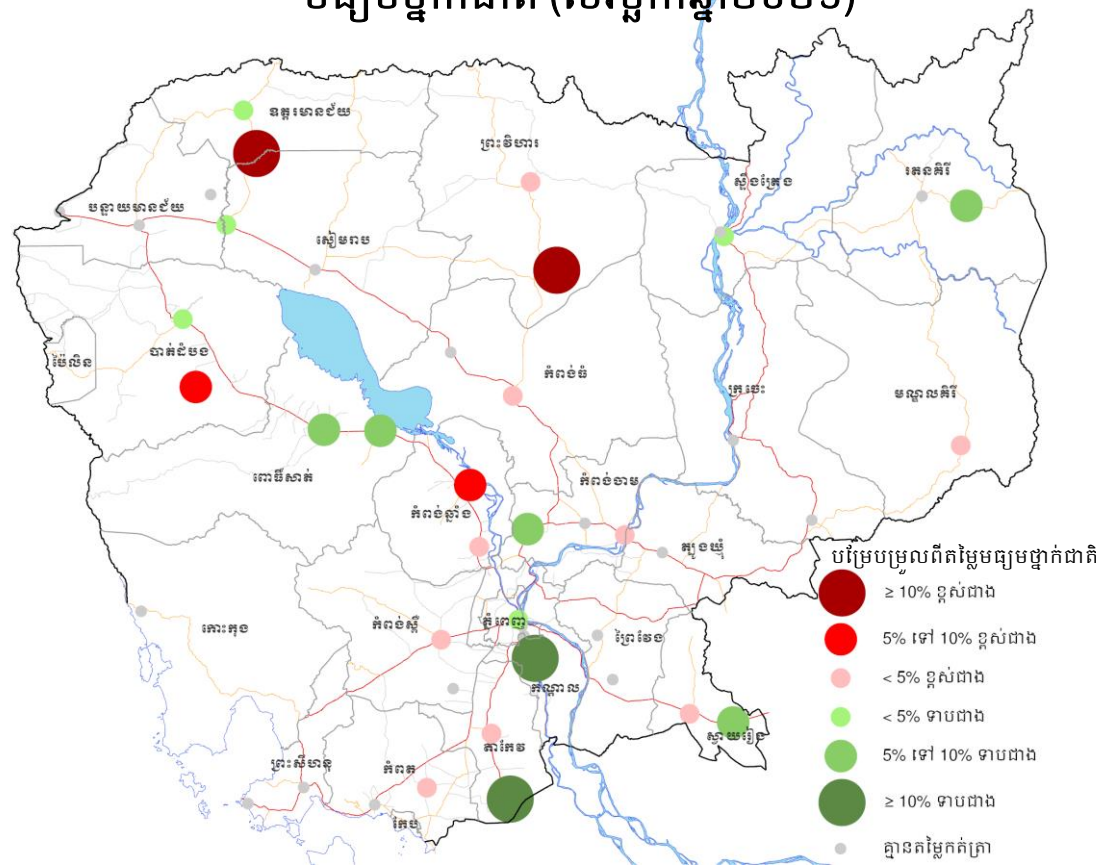 ឧត្តរមានជ័យ
ព្រះវិហារ
ស្ទឹងត្រែង
រតនគិរី
បន្ទាយមានជ័យ
សៀមរាប
ប៉ៃលិន
បាត់ដំបង
កំពង់ធំ
ក្រចេះ
មណ្ឌលគិរី
ពោធិ៍សាត់
កំពង់ចាម
កំពង់ឆ្នាំង
ត្បូងឃ្មុំ
កោះកុង
កំពង់ស្ពឺ
ភ្នំពេញ
ព្រៃវែង
កណ្តាល
ស្វាយរៀង
តាកែវ
ព្រះសីហនុ
កំពត
កែប
បម្រែបម្រួលពីតម្លៃមធ្យមថ្នាក់ជាតិ
≥ 10% ខ្ពស់ជាង
5% ទៅ 10% ខ្ពស់ជាង
< 5% ខ្ពស់ជាង
< 5% ទាបជាង
5% ទៅ 10% ទាបជាង
≥ 10% ទាបជាង
គ្មានតម្លៃកត់ត្រា